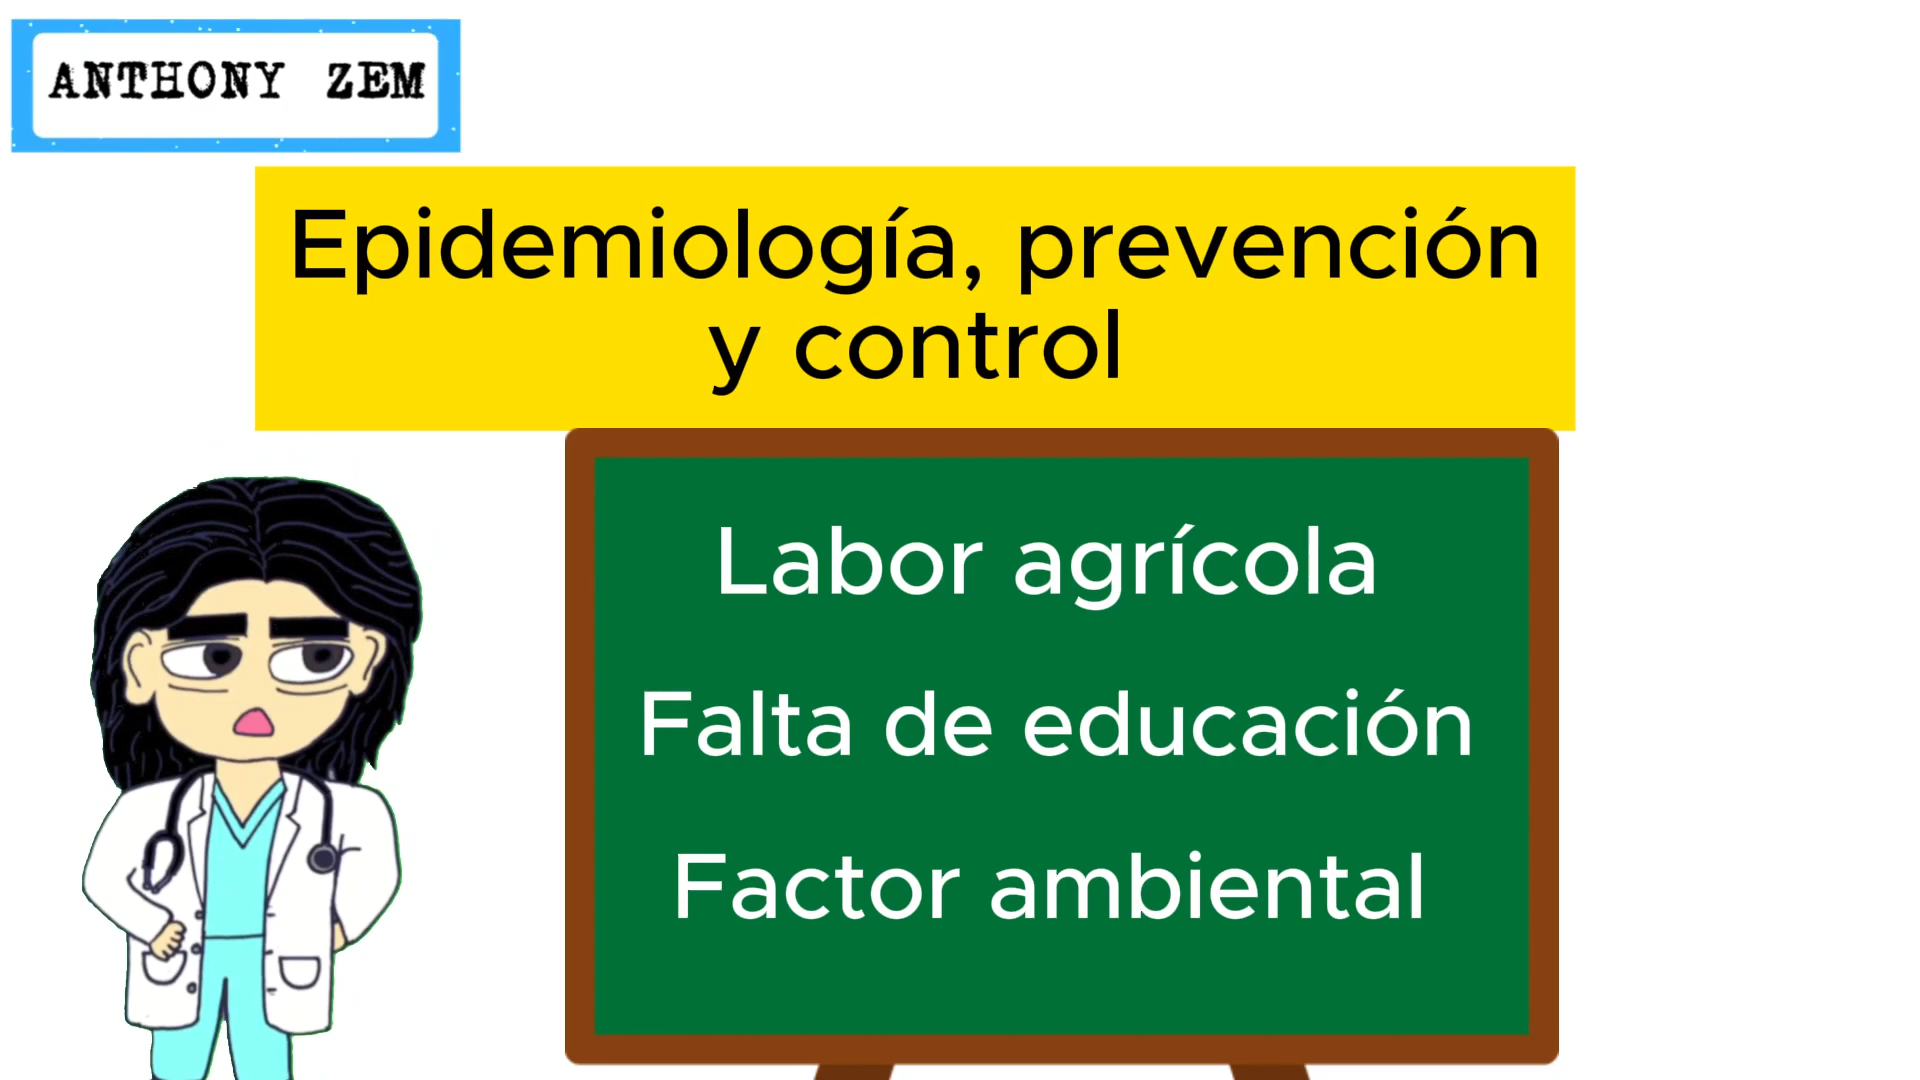 ANTHONY ZEM
Epidemiología, prevención
y control
Labor agrícola
Falta de educación
Factor ambiental